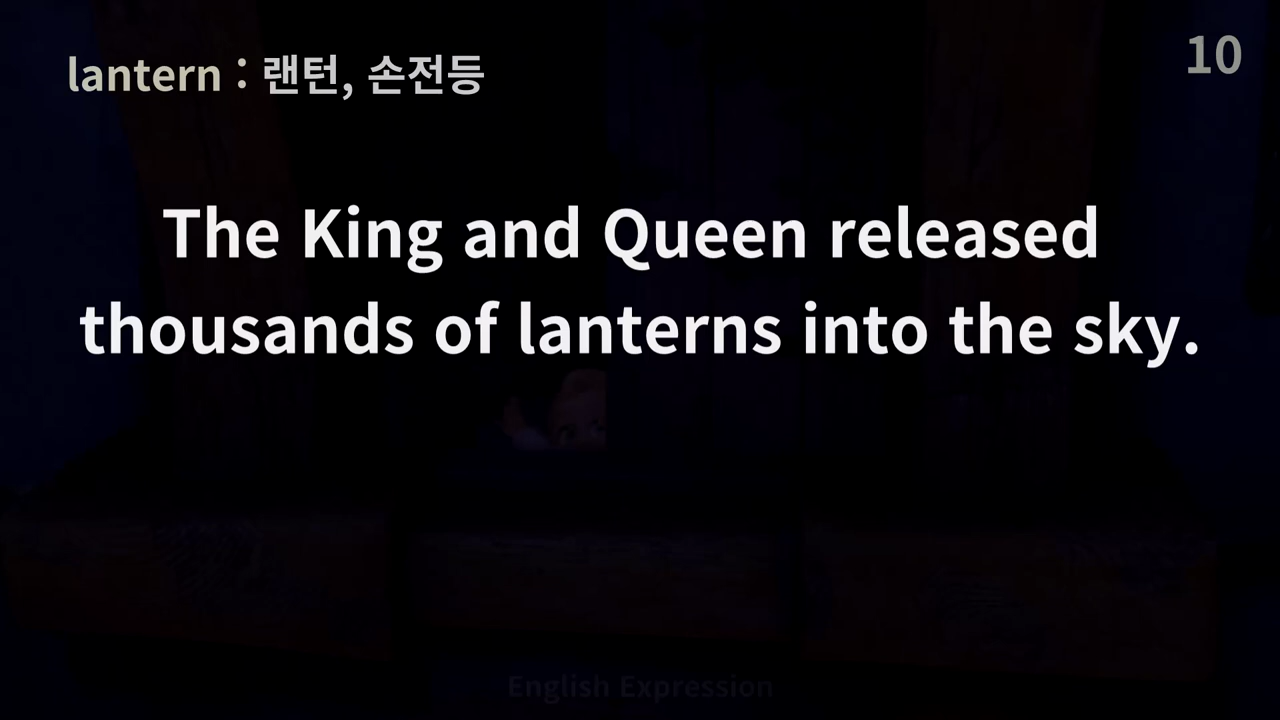 lantern : 랜턴, 손전등
10
The King and Queen released
thousands of lanterns into the sky.
English Expression